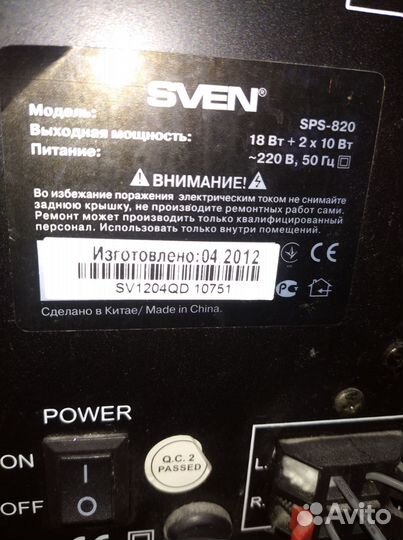 SVEN®
Модель: SPS-820
Выходная мощность: 18 Вт + 2 x 10 Вт
Питание: ~220 В, 50 Гц
ВНИМАНИЕ!
Во избежание поражения электрическим током не снимайте
заднюю крышку, не производите ремонтных работ сами.
Ремонт может производить только квалифицированный
персонал. Использовать только внутри помещений.
Изготовлено:04 2012
SV1204QD 10751
Сделано в Китае/ Made in China.
POWER
ON
OFF
Q.C. 2
PASSED
L
R
Avito